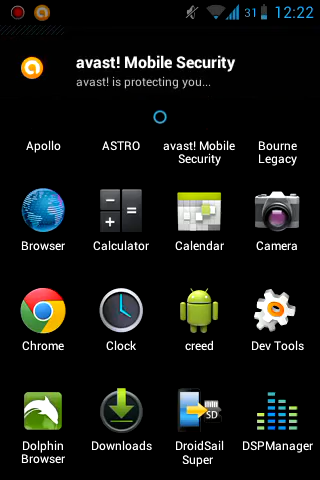 31 12:22
avast! Mobile Security
avast! is protecting you...
Apollo ASTRO avast! Mobile Bourne
Security Legacy
Browser Calculator Calendar Camera
Chrome Clock creed Dev Tools
SD
Dolphin Downloads DroidSail DSPManager
Browser Super